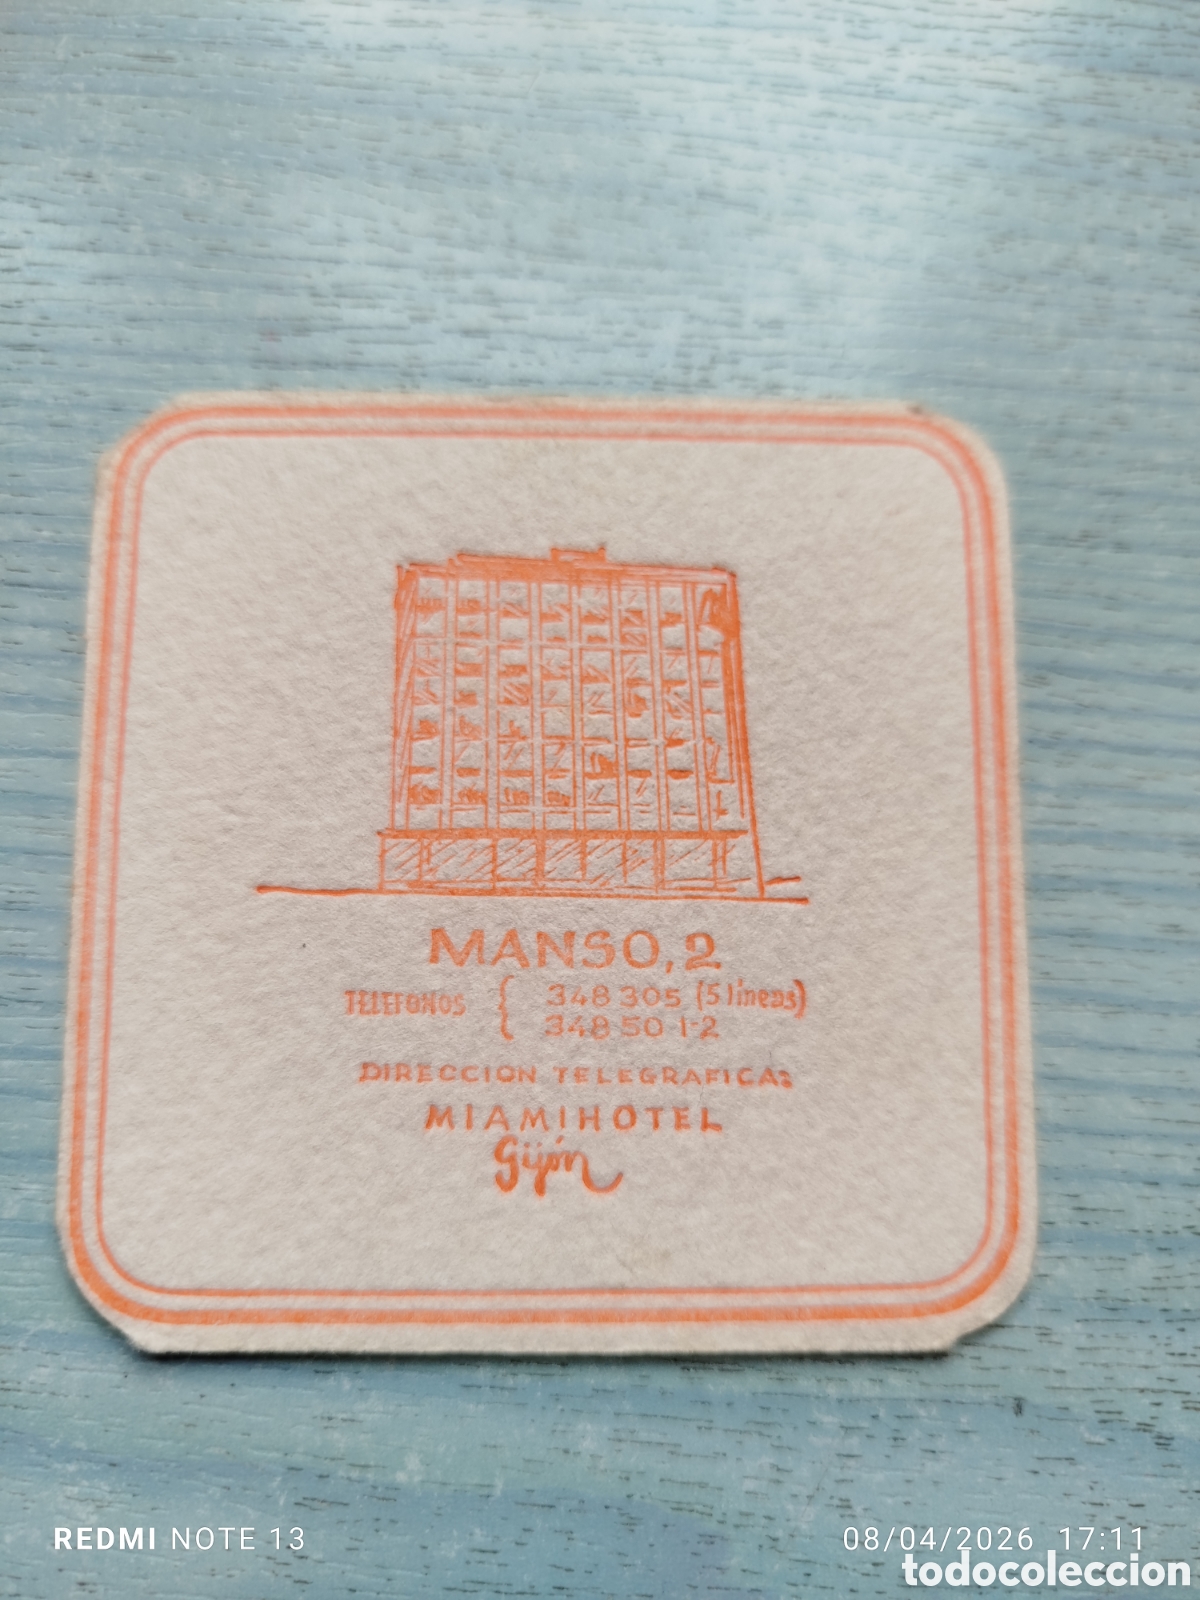 MANSO, 2
TELEFONOS { 348 305 (5 líneas)
348 50 1-2
DIRECCION TELEGRAFICA:
MIAMIHOTEL
Gijón
REDMI NOTE 13
08/04/2026 17:11
todocoleccion